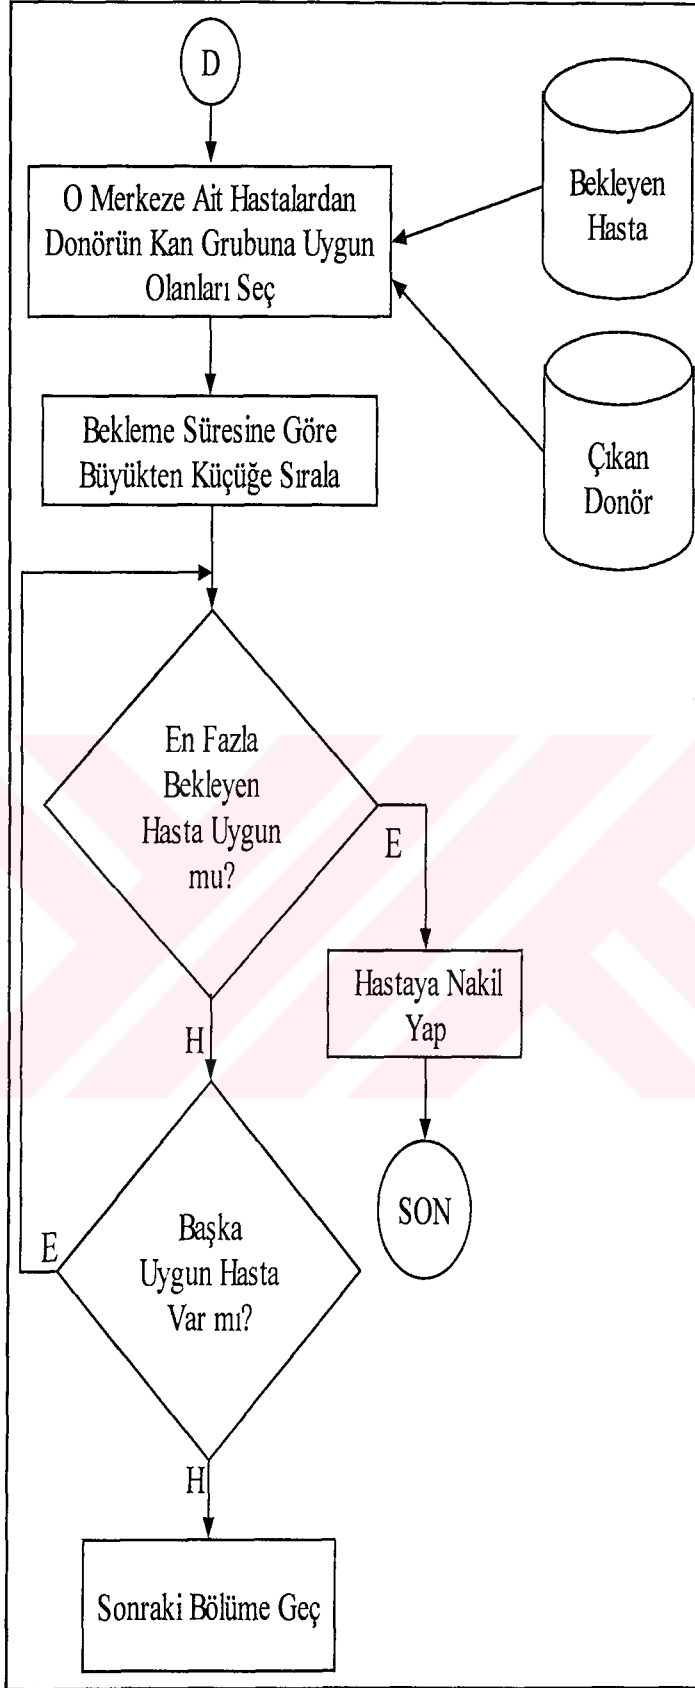 D
Bekleyen
Hasta
O Merkeze Ait Hastalardan
Donörün Kan Grubuna Uygun
Olanları Seç
Bekleme Süresine Göre
Büyükten Küçüğe Sırala
Çıkan
Donör
En Fazla
Bekleyen
Hasta Uygun
mu?
E
Hastaya Nakil
Yap
H
SON
Başka
Uygun Hasta
Var mı?
E
H
Sonraki Bölüme Geç